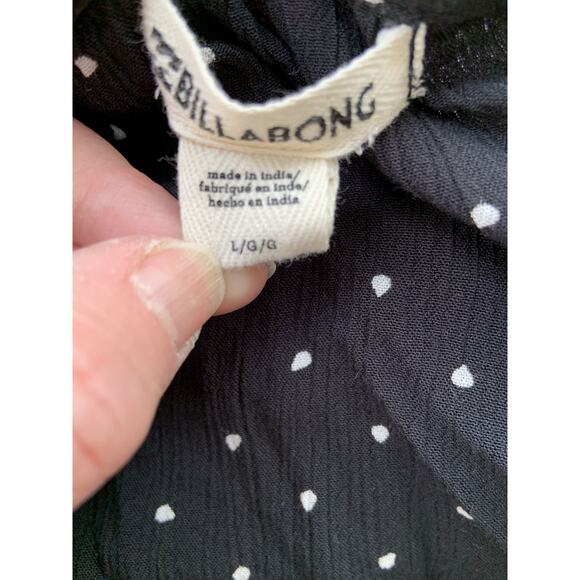 BILLABONG
made in india/
fabriqué en inde/
hecho en india
L/G/G